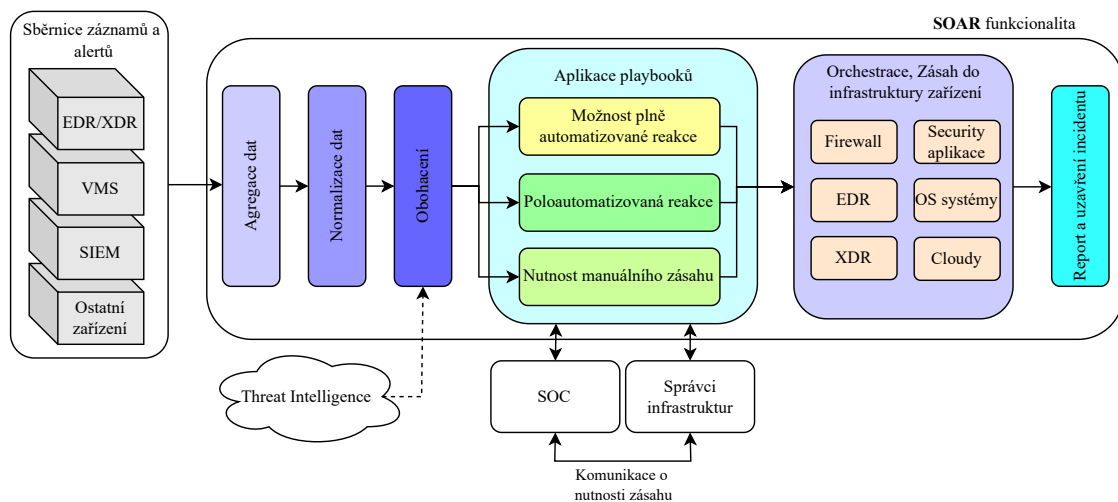 Sběrnice záznamů a
alertů
EDR/XDR
VMS
SIEM
Ostatní
zařízení
SOAR funkcionalita
Agregace dat
Normalizace dat
Obohacení
Aplikace playbooků
Možnost plně
automatizované reakce
Poloautomatizovaná reakce
Nutnost manuálního zásahu
Orchestrace, Zásah do
infrastruktury zařízení
Firewall
Security
aplikace
EDR
OS systémy
XDR
Cloudy
Report a uzavření incidentu
Threat Intelligence
SOC
Správci
infrastruktur
Komunikace o
nutnosti zásahu